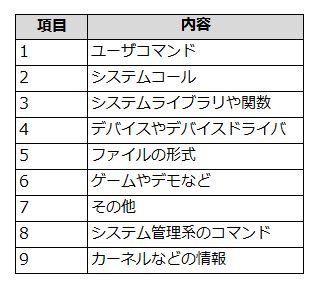 項目 内容
1 ユーザコマンド
2 システムコール
3 システムライブラリや関数
4 デバイスやデバイスドライバ
5 ファイルの形式
6 ゲームやデモなど
7 その他
8 システム管理系のコマンド
9 カーネルなどの情報